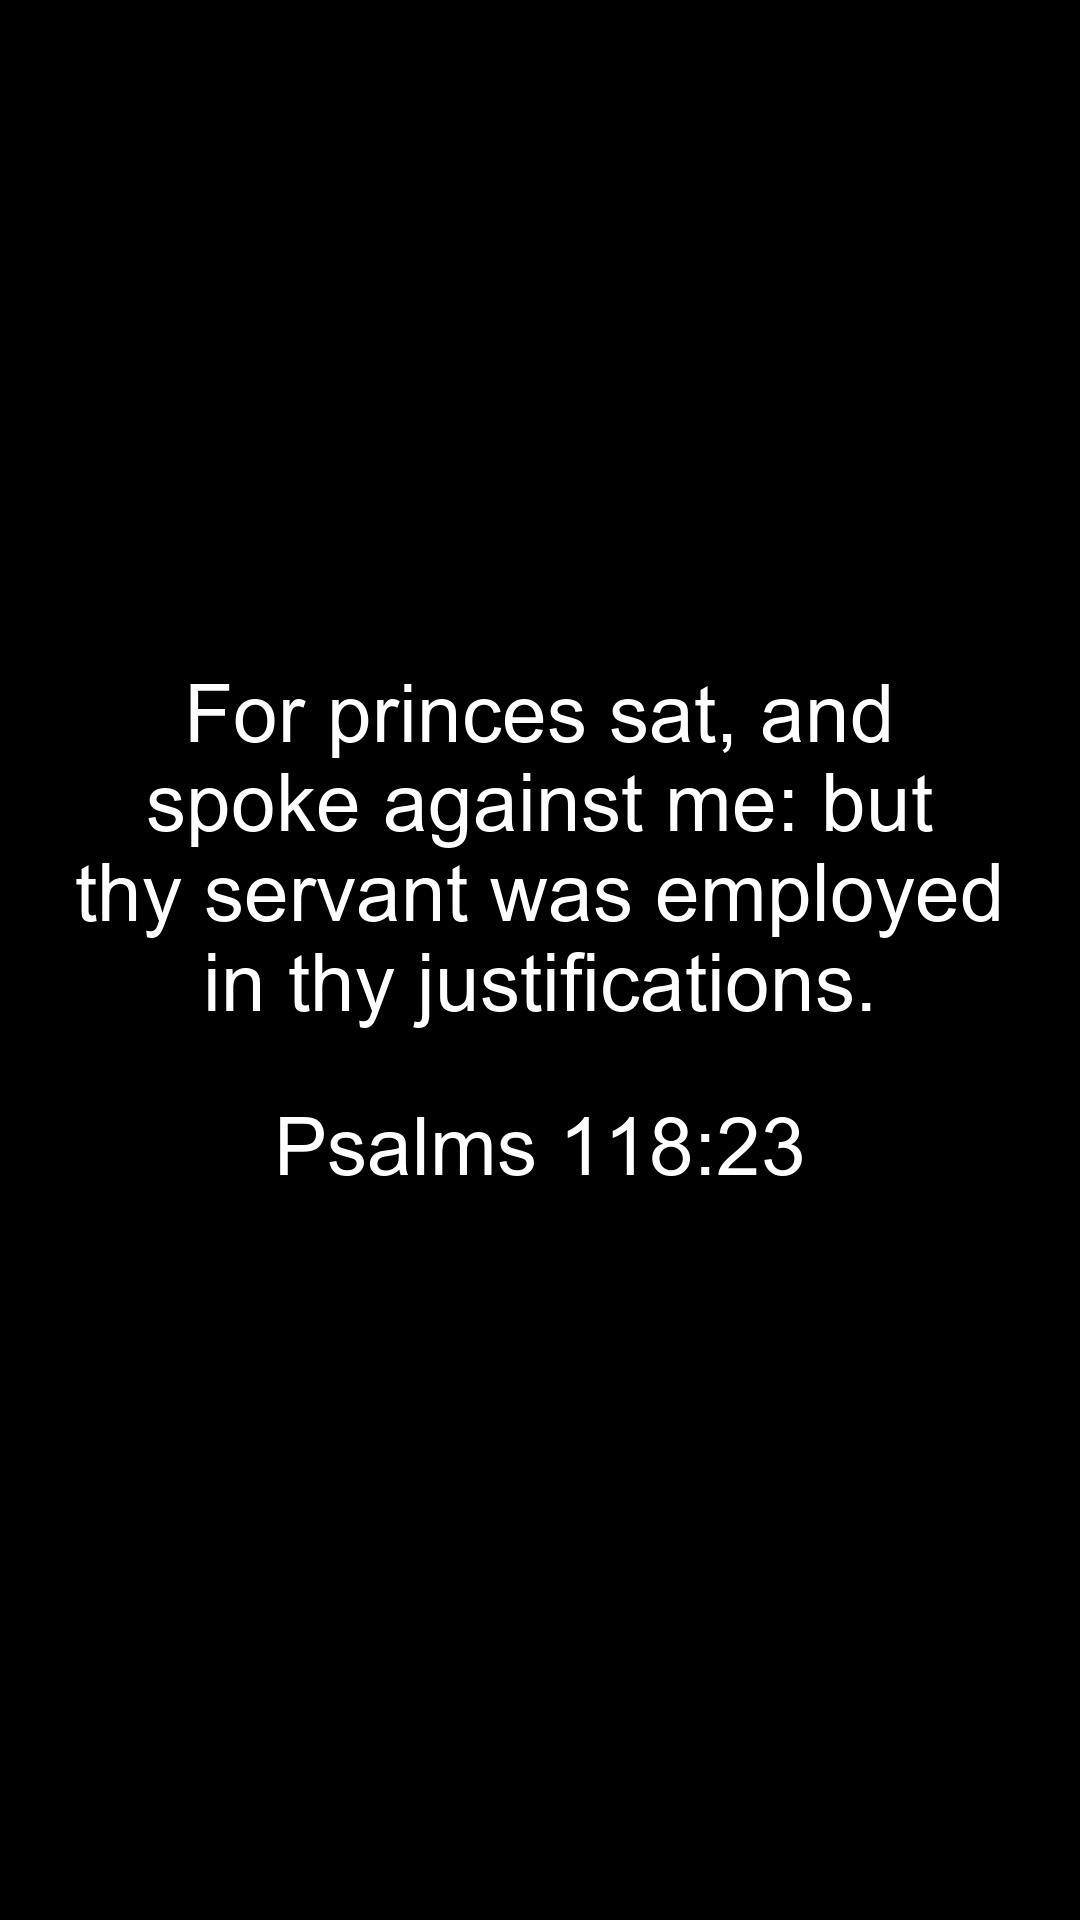 For princes sat, and
spoke against me: but
thy servant was employed
in thy justifications.
Psalms 118:23